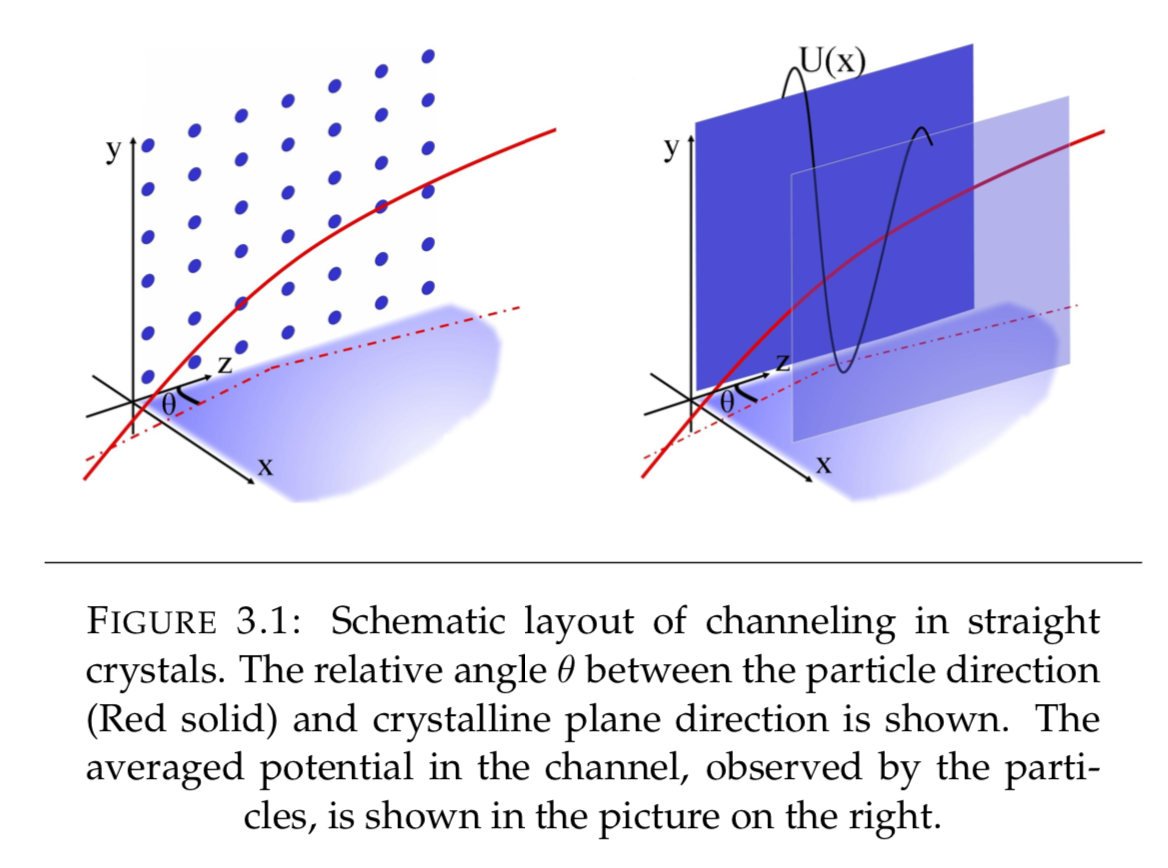 U(x)
y
z
θ
x
y
z
θ
x
FIGURE 3.1: Schematic layout of channeling in straight
crystals. The relative angle θ between the particle direction
(Red solid) and crystalline plane direction is shown. The
averaged potential in the channel, observed by the parti-
cles, is shown in the picture on the right.